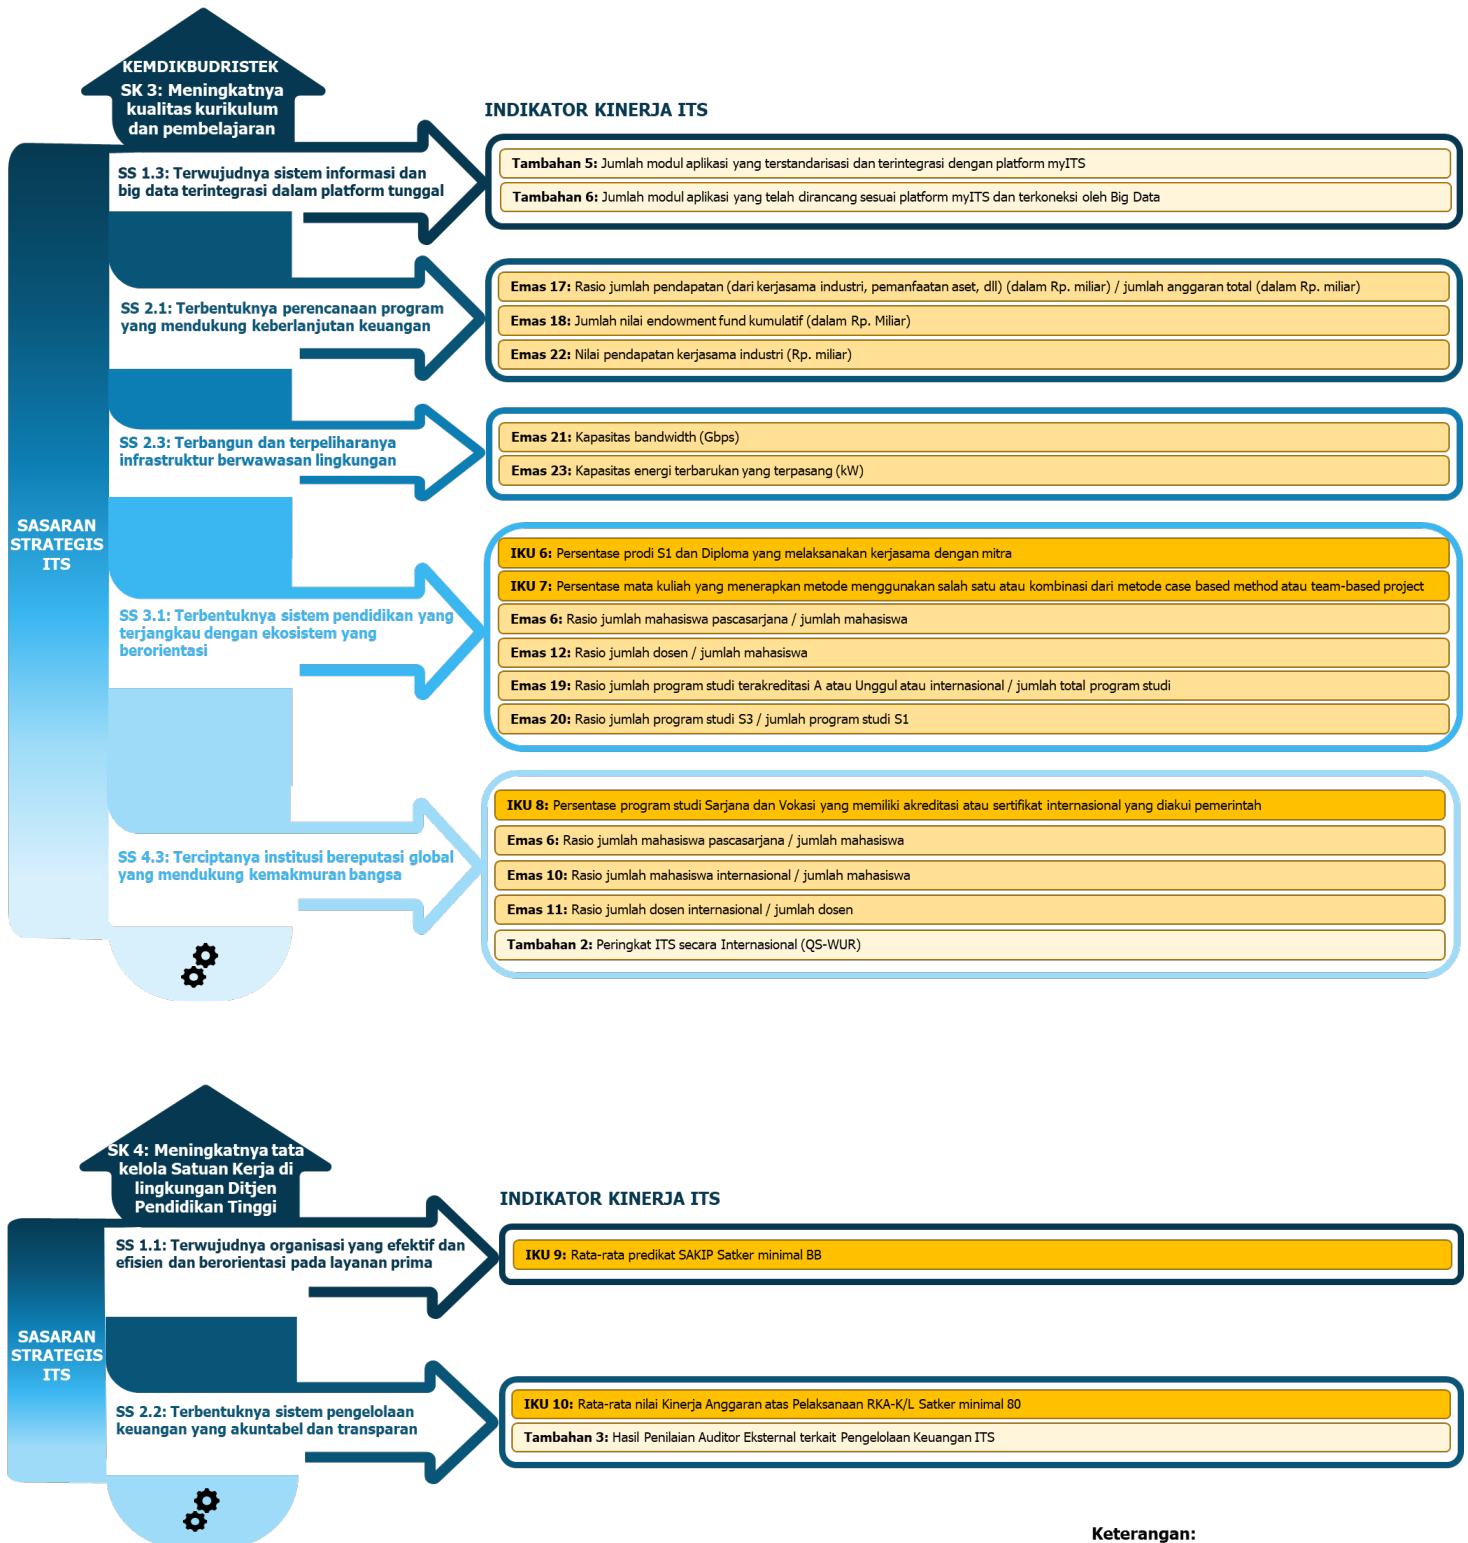 KEMDIKBUDRISTEK
SK 3: Meningkatnya
kualitas kurikulum
dan pembelajaran
INDIKATOR KINERJA ITS
SASARAN
STRATEGIS
ITS
SS 1.3: Terwujudnya sistem informasi dan
big data terintegrasi dalam platform tunggal
Tambahan 5: Jumlah modul aplikasi yang terstandarisasi dan terintegrasi dengan platform myITS
Tambahan 6: Jumlah modul aplikasi yang telah dirancang sesuai platform myITS dan terkoneksi oleh Big Data
SS 2.1: Terbentuknya perencanaan program
yang mendukung keberlanjutan keuangan
Emas 17: Rasio jumlah pendapatan (dari kerjasama industri, pemanfaatan aset, dll) (dalam Rp. miliar) / jumlah anggaran total (dalam Rp. miliar)
Emas 18: Jumlah nilai endowment fund kumulatif (dalam Rp. Miliar)
Emas 22: Nilai pendapatan kerjasama industri (Rp. miliar)
SS 2.3: Terbangun dan terpeliharanya
infrastruktur berwawasan lingkungan
Emas 21: Kapasitas bandwidth (Gbps)
Emas 23: Kapasitas energi terbarukan yang terpasang (kW)
SS 3.1: Terbentuknya sistem pendidikan yang
terjangkau dengan ekosistem yang
berorientasi
IKU 6: Persentase prodi S1 dan Diploma yang melaksanakan kerjasama dengan mitra
IKU 7: Persentase mata kuliah yang menerapkan metode menggunakan salah satu atau kombinasi dari metode case based method atau team-based project
Emas 6: Rasio jumlah mahasiswa pascasarjana / jumlah mahasiswa
Emas 12: Rasio jumlah dosen / jumlah mahasiswa
Emas 19: Rasio jumlah program studi terakreditasi A atau Unggul atau internasional / jumlah total program studi
Emas 20: Rasio jumlah program studi S3 / jumlah program studi S1
SS 4.3: Terciptanya institusi bereputasi global
yang mendukung kemakmuran bangsa
IKU 8: Persentase program studi Sarjana dan Vokasi yang memiliki akreditasi atau sertifikat internasional yang diakui pemerintah
Emas 6: Rasio jumlah mahasiswa pascasarjana / jumlah mahasiswa
Emas 10: Rasio jumlah mahasiswa internasional / jumlah mahasiswa
Emas 11: Rasio jumlah dosen internasional / jumlah dosen
Tambahan 2: Peringkat ITS secara Internasional (QS-WUR)
SK 4: Meningkatnya tata
kelola Satuan Kerja di
lingkungan Ditjen
Pendidikan Tinggi
INDIKATOR KINERJA ITS
SASARAN
STRATEGIS
ITS
SS 1.1: Terwujudnya organisasi yang efektif dan
efisien dan berorientasi pada layanan prima
IKU 9: Rata-rata predikat SAKIP Satker minimal BB
SS 2.2: Terbentuknya sistem pengelolaan
keuangan yang akuntabel dan transparan
IKU 10: Rata-rata nilai Kinerja Anggaran atas Pelaksanaan RKA-K/L Satker minimal 80
Tambahan 3: Hasil Penilaian Auditor Eksternal terkait Pengelolaan Keuangan ITS
Keterangan: